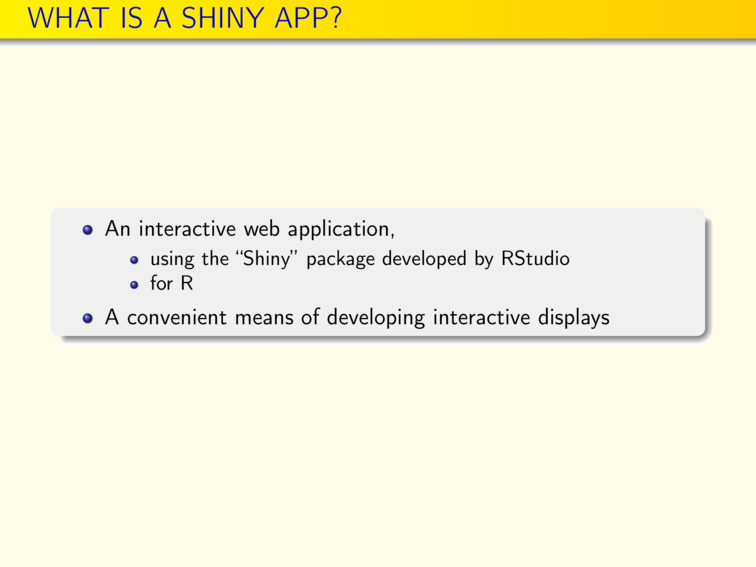 WHAT IS A SHINY APP?
An interactive web application,
using the “Shiny” package developed by RStudio
for R
A convenient means of developing interactive displays